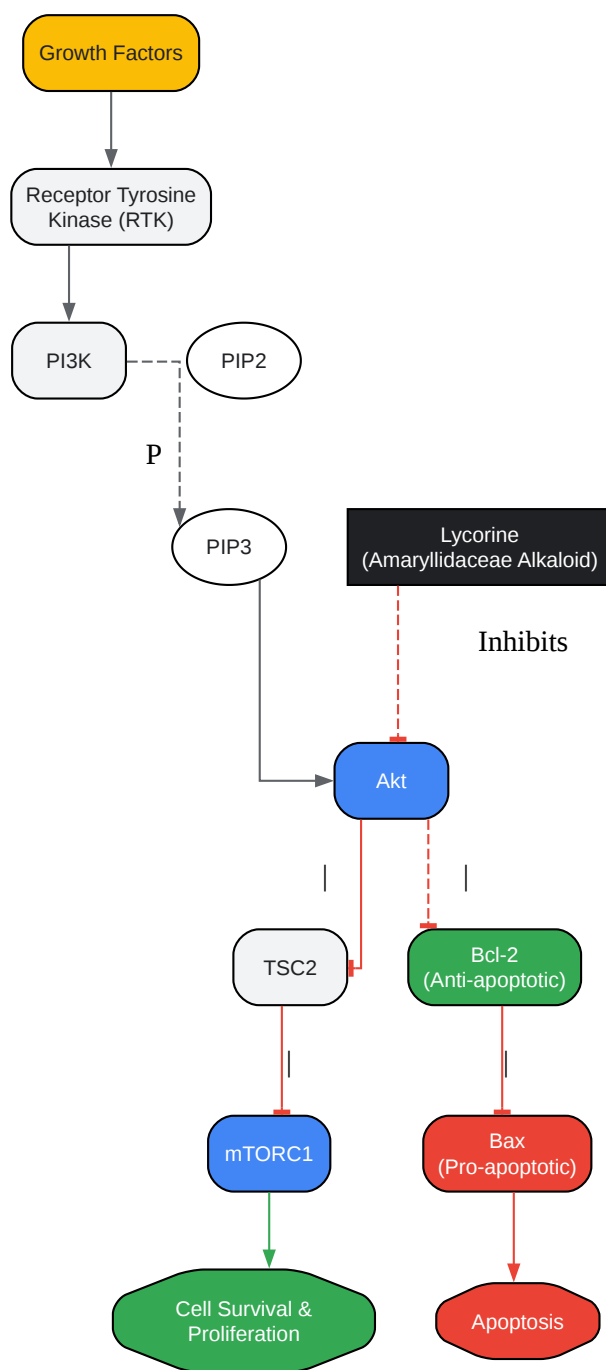 Growth Factors
Receptor Tyrosine
Kinase (RTK)
PI3K
PIP2
P
PIP3
Lycorine
(Amaryllidaceae Alkaloid)
Inhibits
Akt
|
|
TSC2
Bcl-2
(Anti-apoptotic)
|
|
mTORC1
Bax
(Pro-apoptotic)
Cell Survival &
Proliferation
Apoptosis